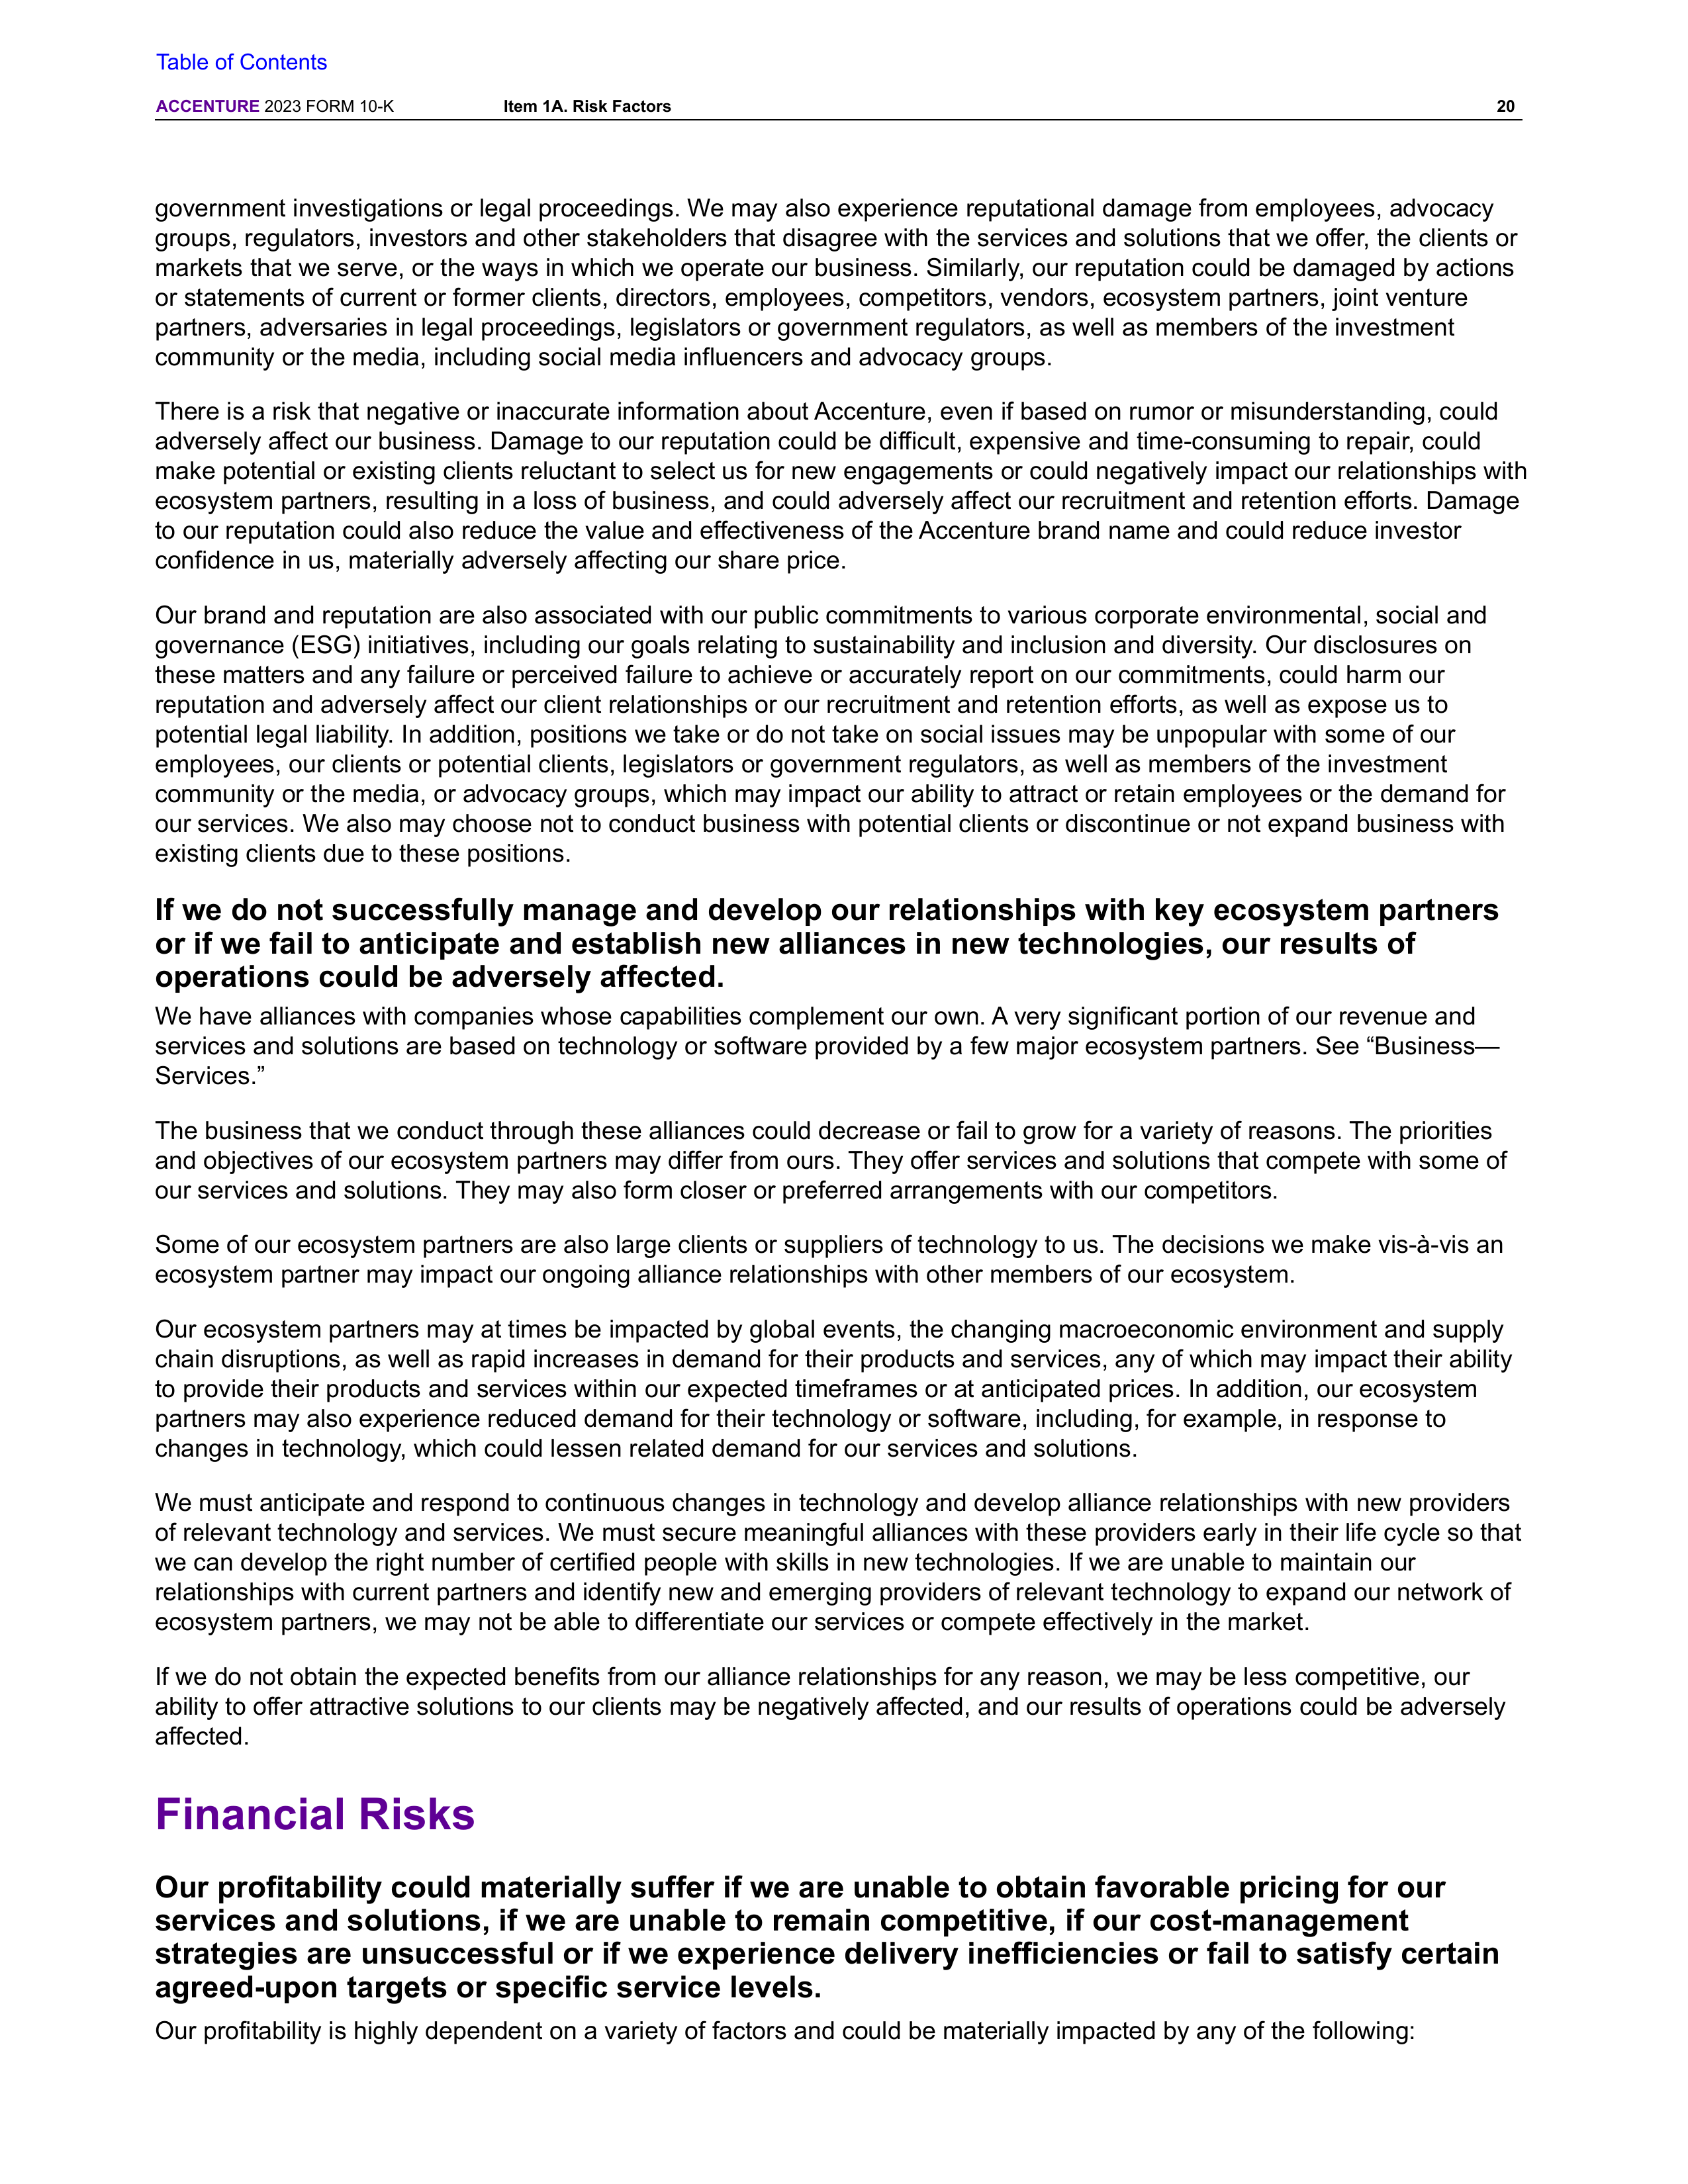 Table of Contents
ACCENTURE 2023 FORM 10-K Item 1A. Risk Factors 20
government investigations or legal proceedings. We may also experience reputational damage from employees, advocacy
groups, regulators, investors and other stakeholders that disagree with the services and solutions that we offer, the clients or
markets that we serve, or the ways in which we operate our business. Similarly, our reputation could be damaged by actions
or statements of current or former clients, directors, employees, competitors, vendors, ecosystem partners, joint venture
partners, adversaries in legal proceedings, legislators or government regulators, as well as members of the investment
community or the media, including social media influencers and advocacy groups.
There is a risk that negative or inaccurate information about Accenture, even if based on rumor or misunderstanding, could
adversely affect our business. Damage to our reputation could be difficult, expensive and time-consuming to repair, could
make potential or existing clients reluctant to select us for new engagements or could negatively impact our relationships with
ecosystem partners, resulting in a loss of business, and could adversely affect our recruitment and retention efforts. Damage
to our reputation could also reduce the value and effectiveness of the Accenture brand name and could reduce investor
confidence in us, materially adversely affecting our share price.
Our brand and reputation are also associated with our public commitments to various corporate environmental, social and
governance (ESG) initiatives, including our goals relating to sustainability and inclusion and diversity. Our disclosures on
these matters and any failure or perceived failure to achieve or accurately report on our commitments, could harm our
reputation and adversely affect our client relationships or our recruitment and retention efforts, as well as expose us to
potential legal liability. In addition, positions we take or do not take on social issues may be unpopular with some of our
employees, our clients or potential clients, legislators or government regulators, as well as members of the investment
community or the media, or advocacy groups, which may impact our ability to attract or retain employees or the demand for
our services. We also may choose not to conduct business with potential clients or discontinue or not expand business with
existing clients due to these positions.
If we do not successfully manage and develop our relationships with key ecosystem partners
or if we fail to anticipate and establish new alliances in new technologies, our results of
operations could be adversely affected.
We have alliances with companies whose capabilities complement our own. A very significant portion of our revenue and
services and solutions are based on technology or software provided by a few major ecosystem partners. See “Business—
Services.”
The business that we conduct through these alliances could decrease or fail to grow for a variety of reasons. The priorities
and objectives of our ecosystem partners may differ from ours. They offer services and solutions that compete with some of
our services and solutions. They may also form closer or preferred arrangements with our competitors.
Some of our ecosystem partners are also large clients or suppliers of technology to us. The decisions we make vis-à-vis an
ecosystem partner may impact our ongoing alliance relationships with other members of our ecosystem.
Our ecosystem partners may at times be impacted by global events, the changing macroeconomic environment and supply
chain disruptions, as well as rapid increases in demand for their products and services, any of which may impact their ability
to provide their products and services within our expected timeframes or at anticipated prices. In addition, our ecosystem
partners may also experience reduced demand for their technology or software, including, for example, in response to
changes in technology, which could lessen related demand for our services and solutions.
We must anticipate and respond to continuous changes in technology and develop alliance relationships with new providers
of relevant technology and services. We must secure meaningful alliances with these providers early in their life cycle so that
we can develop the right number of certified people with skills in new technologies. If we are unable to maintain our
relationships with current partners and identify new and emerging providers of relevant technology to expand our network of
ecosystem partners, we may not be able to differentiate our services or compete effectively in the market.
If we do not obtain the expected benefits from our alliance relationships for any reason, we may be less competitive, our
ability to offer attractive solutions to our clients may be negatively affected, and our results of operations could be adversely
affected.
Financial Risks
Our profitability could materially suffer if we are unable to obtain favorable pricing for our
services and solutions, if we are unable to remain competitive, if our cost-management
strategies are unsuccessful or if we experience delivery inefficiencies or fail to satisfy certain
agreed-upon targets or specific service levels.
Our profitability is highly dependent on a variety of factors and could be materially impacted by any of the following: